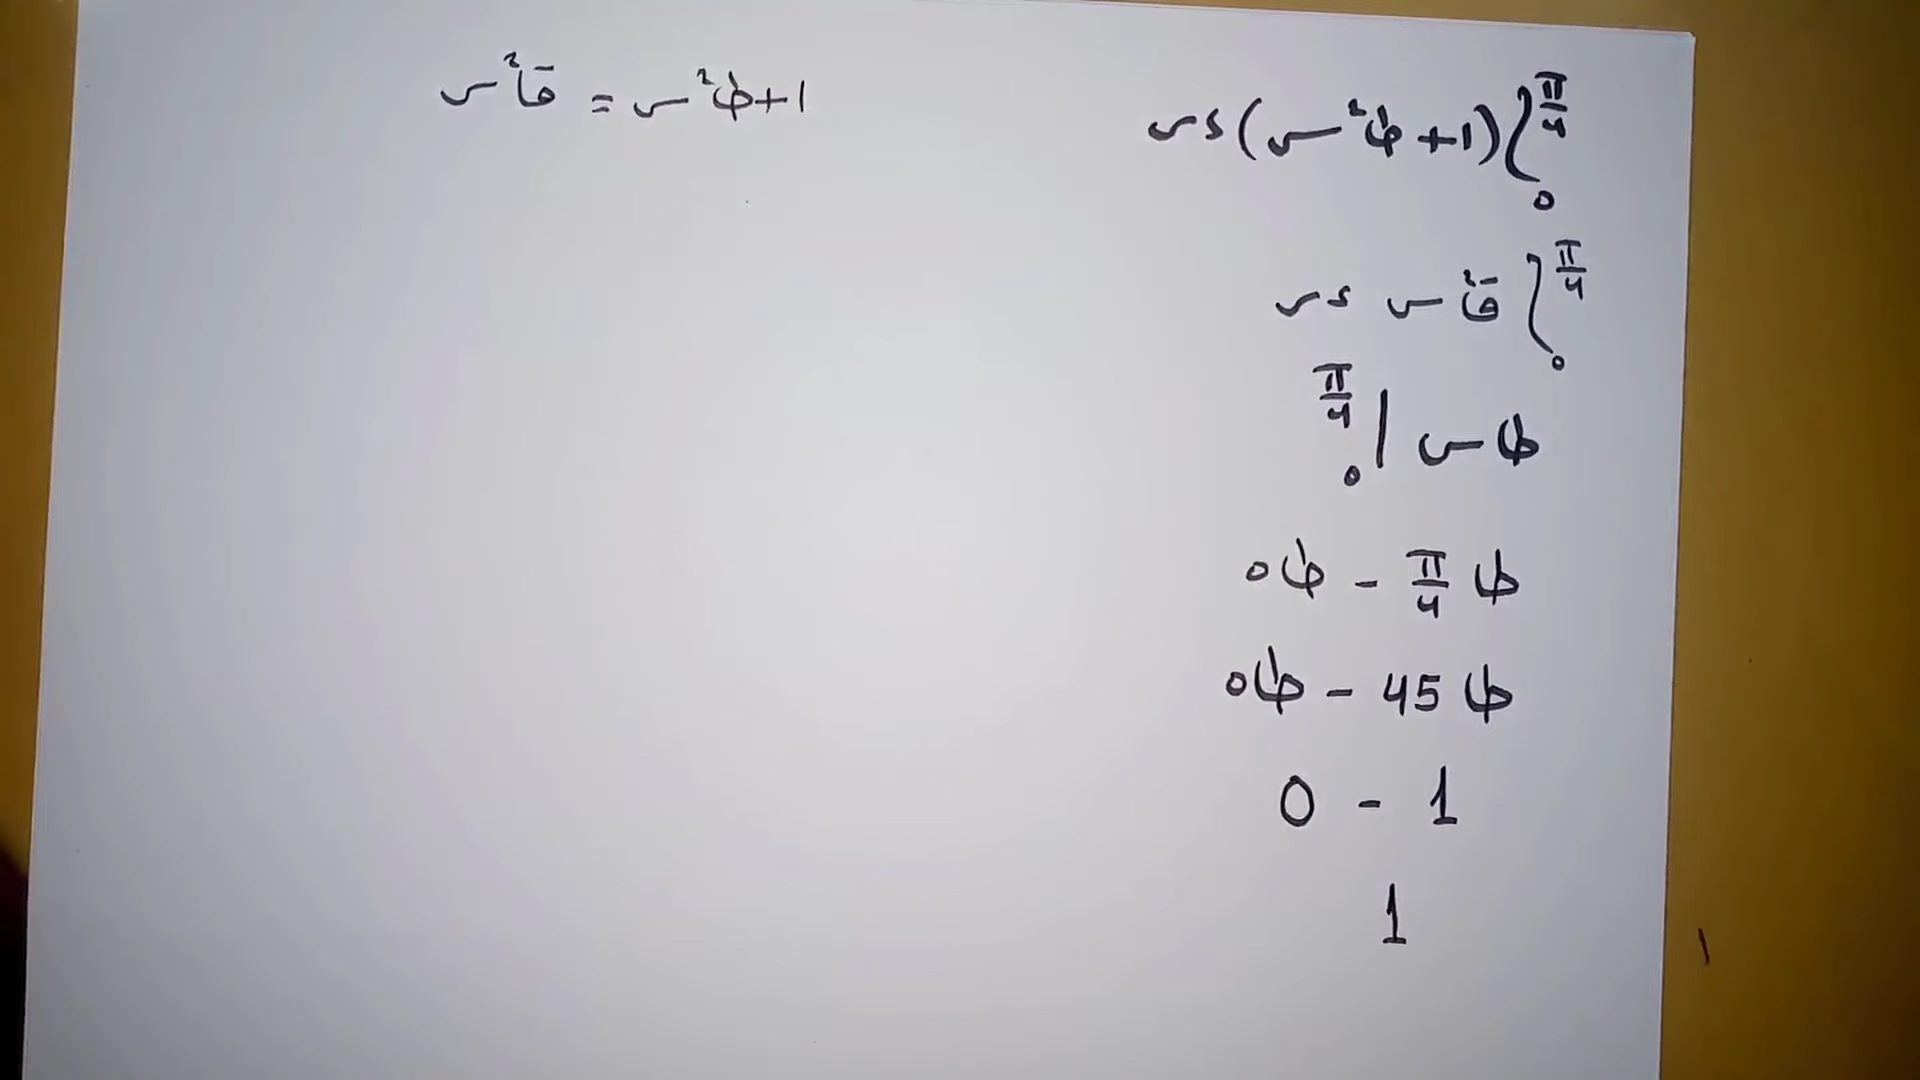 ∫₀^(π/4) (1+ظا²س) ءس
1+ظا²س = قا²س
∫₀^(π/4) قا²س ءس
ظاس |₀^(π/4)
ظا π/4 - ظا0
ظا 45 - ظا0
1 - 0
1